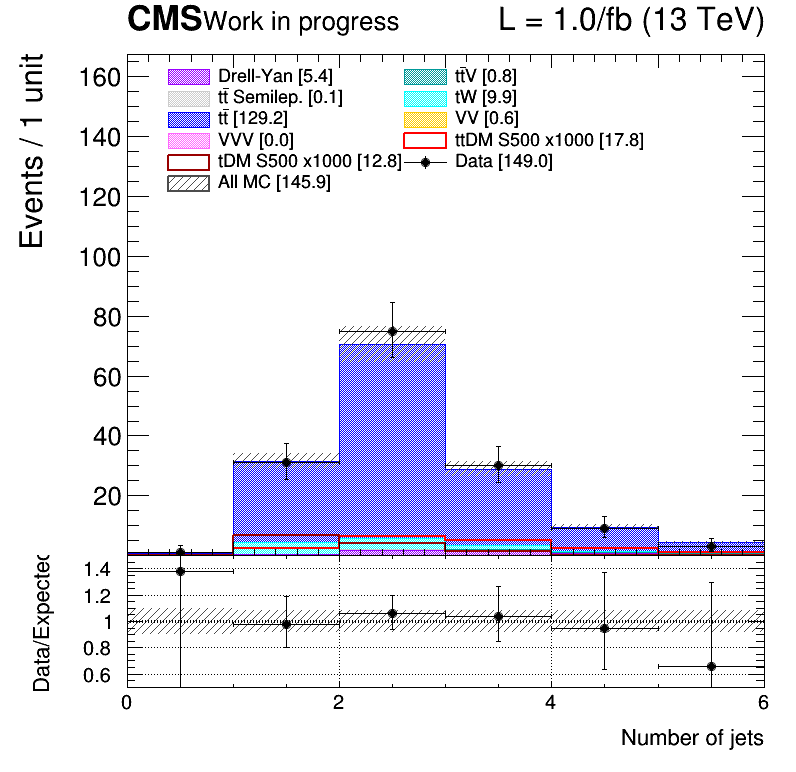 CMS Work in progress L = 1.0/fb (13 TeV)
Events / 1 unit
160
140
120
100
80
60
40
20
Drell-Yan [5.4] tt̄V [0.8]
tt̄ Semilep. [0.1] tW [9.9]
tt̄ [129.2] VV [0.6]
VVV [0.0] ttDM S500 x1000 [17.8]
tDM S500 x1000 [12.8] Data [149.0]
All MC [145.9]
Data/Expected
1.4
1.2
1
0.8
0.6
0 2 4 6
Number of jets